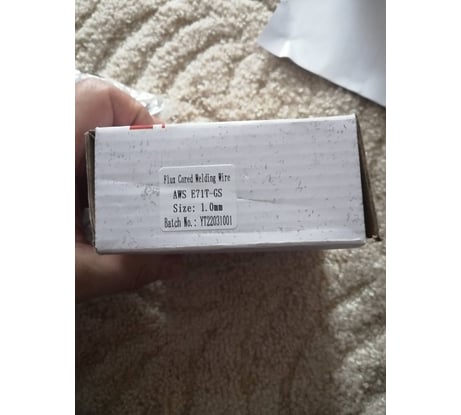 Flux Cored Welding Wire
AWS E71T-GS
Size: 1.0mm
Batch No.: YT22031001